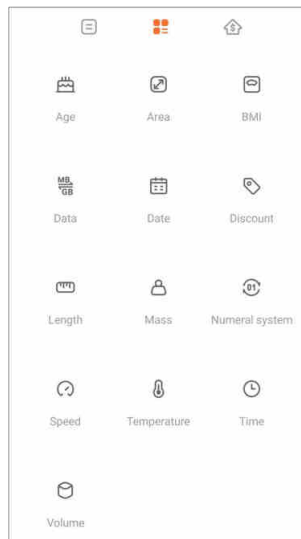 Age Area BMI
MB
GB
Data Date Discount
01
Length Mass Numeral system
Speed Temperature Time
Volume